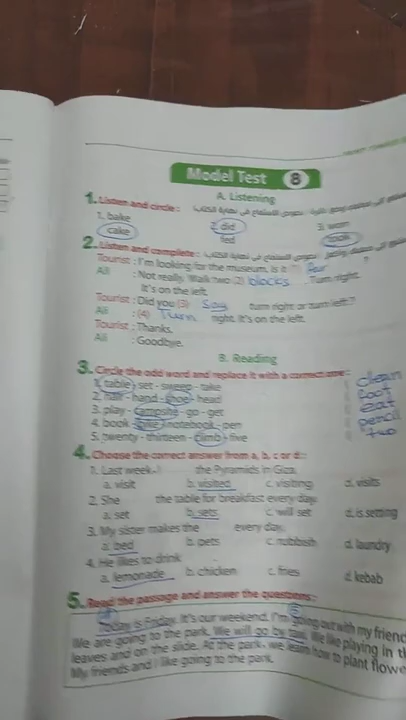 Model Test 8
A. Listening
1. Listen and circle :
1. bake 2. did 3. won
cake fed
2. Listen and complete :
Tourist : I'm looking for the museum. Is it (1) far ?
Ali : Not really. Walk two (2) blocks . Turn right.
It's on the left.
Tourist : Did you (3) Say turn right or turn left?
Ali : (4) Turn right. It's on the left.
Tourist : Thanks.
Ali : Goodbye.
B. Reading
3. Circle the odd word and replace it with a correct one :
1. table - set - sweep - take clean
2. hair - hand - shoe - head foot
3. play - campsite - go - get eat
4. book - notebook - pen pencil
5. twenty - thirteen - climb - five two
4. Choose the correct answer from a, b, c or d :
1. Last week, I the Pyramids in Giza.
a. visit b. visited c. visiting d. visits
2. She the table for breakfast every day.
a. set b. sets c. will set d. is setting
3. My sister makes the every day.
a. bed b. pets c. rubbish d. laundry
4. He likes to drink
a. lemonade b. chicken c. fries d. kebab
5. Read the passage and answer the questions :
Today is Friday. It's our weekend. I'm going out with my friend
We are going to the park. We will go by taxi. We like playing in th
leaves and on the slide. At the park, we learn how to plant flowe
My friends and I like going to the park.